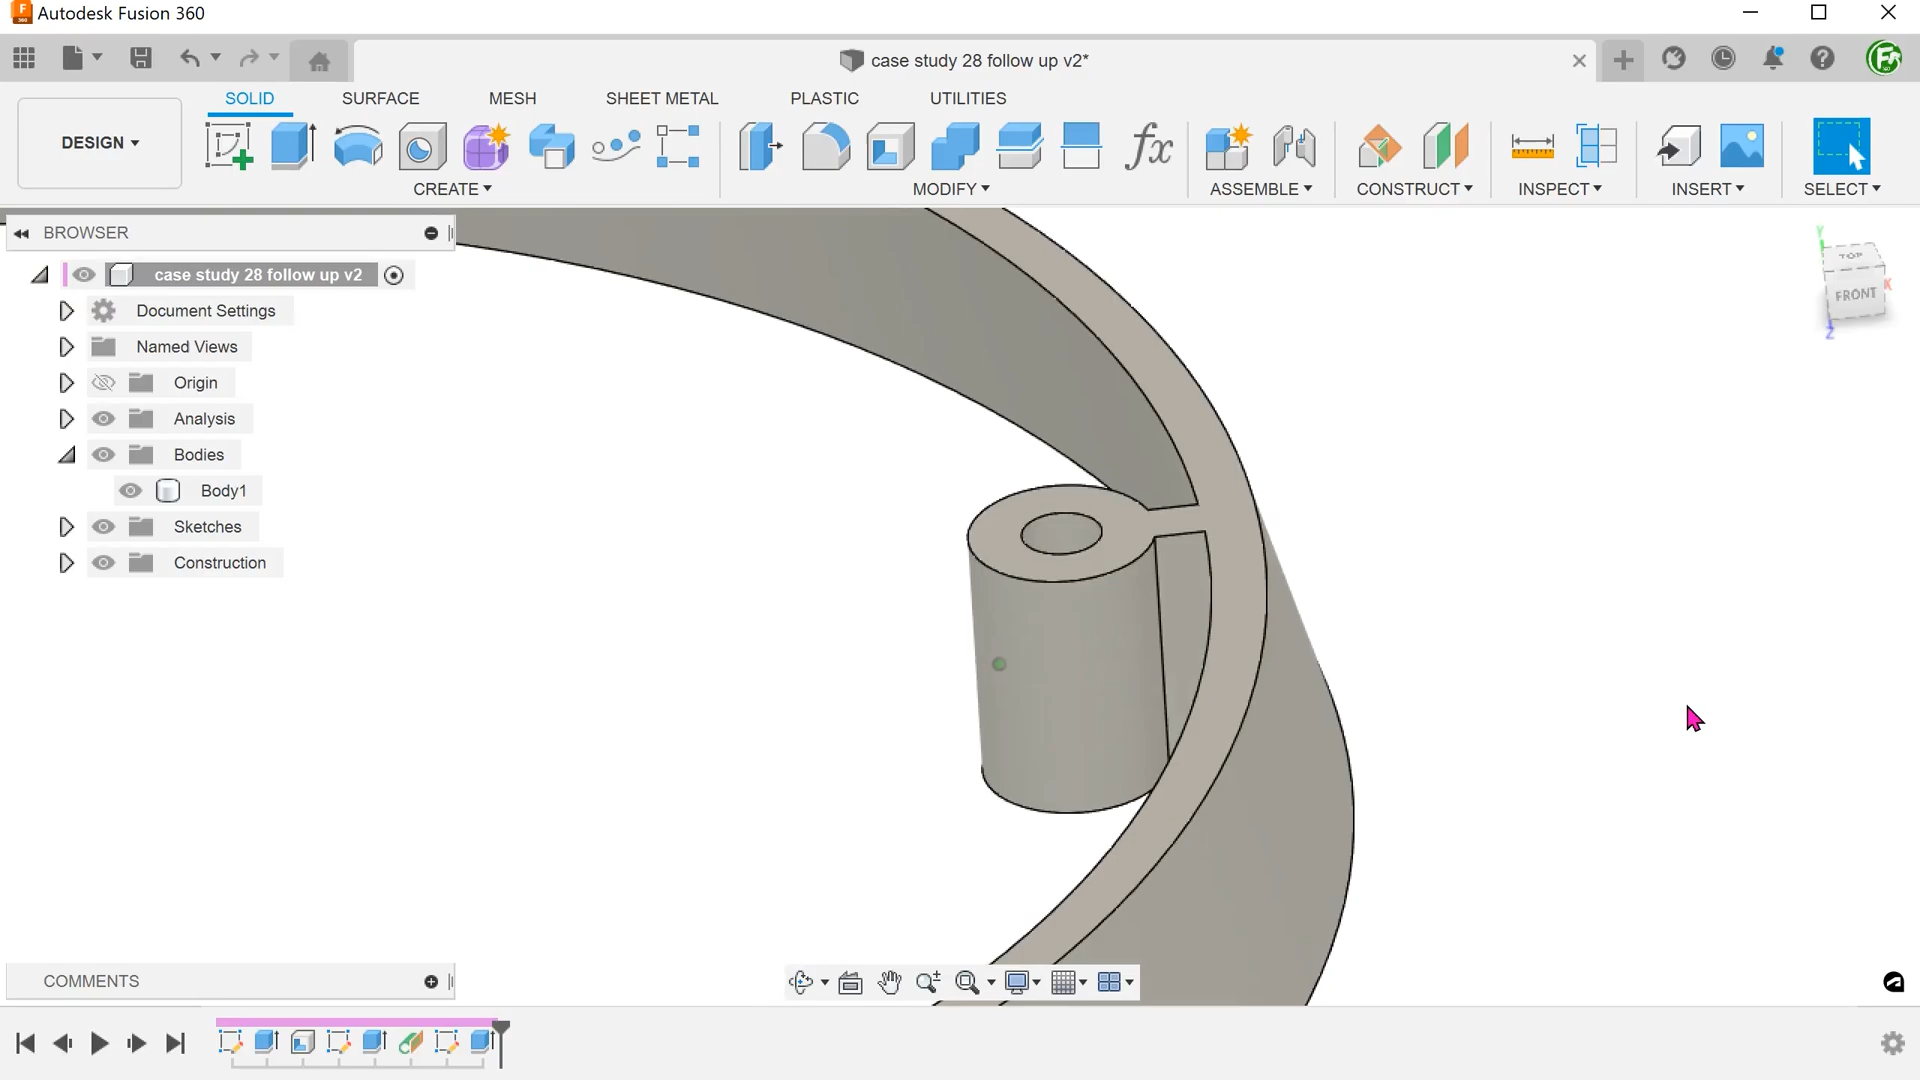 Autodesk Fusion 360
case study 28 follow up v2*
SOLID
SURFACE
MESH
SHEET METAL
PLASTIC
UTILITIES
DESIGN
fx
CREATE
MODIFY
ASSEMBLE
CONSTRUCT
INSPECT
INSERT
SELECT
BROWSER
case study 28 follow up v2
Document Settings
Named Views
Origin
Analysis
Bodies
Body1
Sketches
Construction
Y
TOP
FRONT
X
Z
COMMENTS